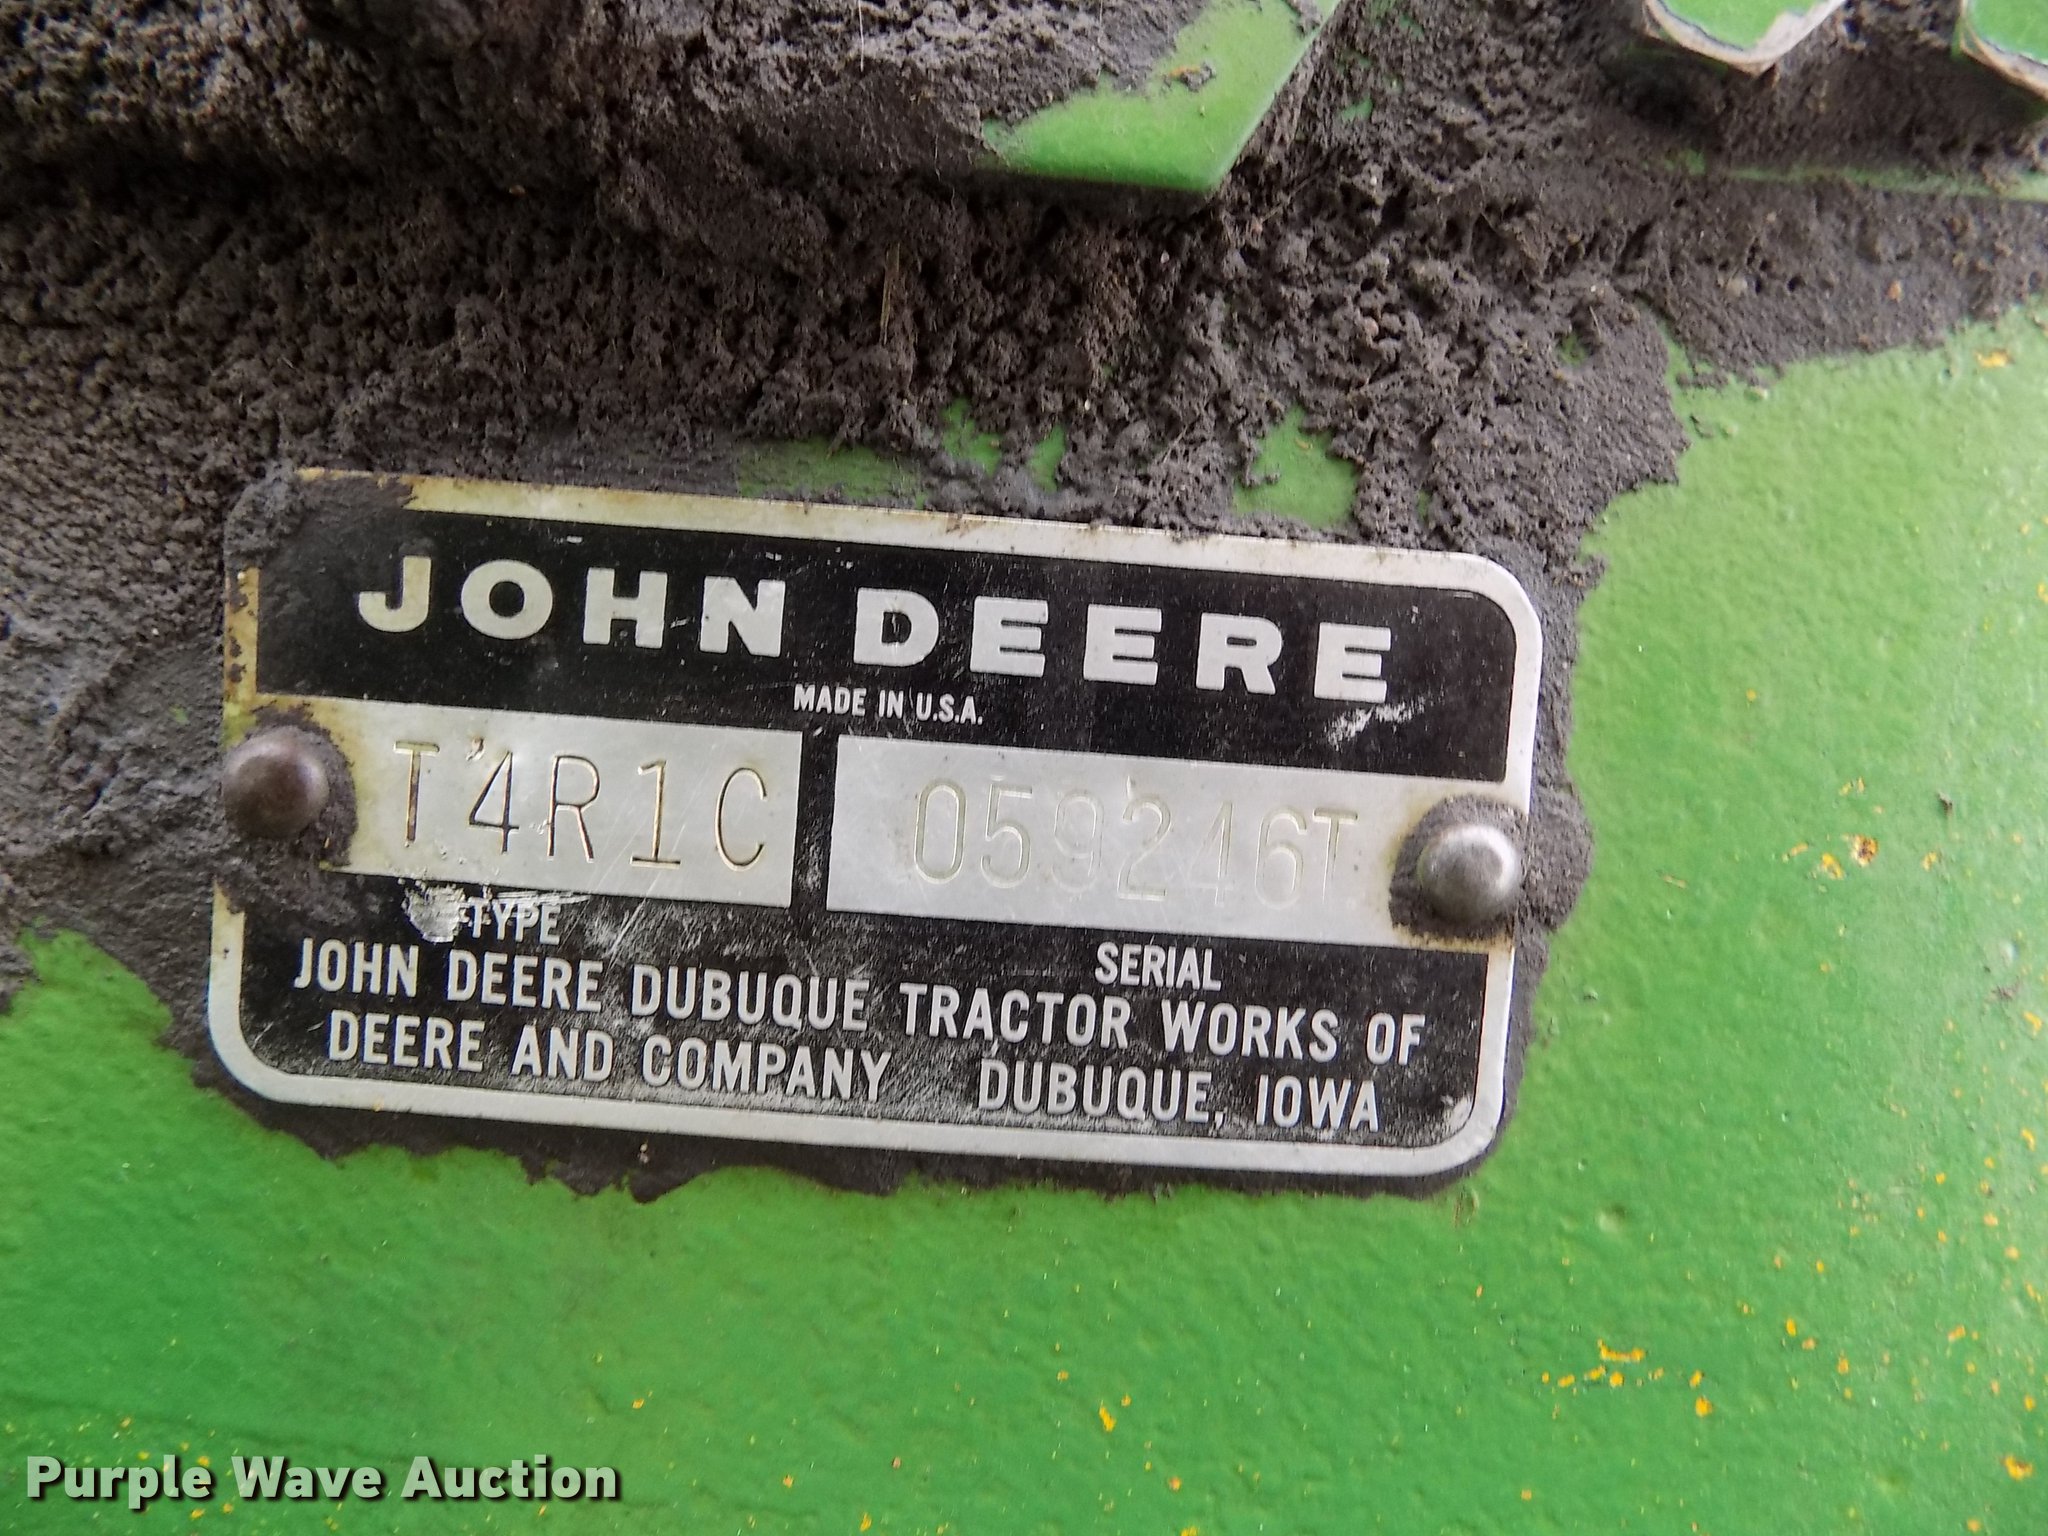 JOHN DEERE
MADE IN U.S.A.
T4R1C 059246T
TYPE SERIAL
JOHN DEERE DUBUQUE TRACTOR WORKS OF
DEERE AND COMPANY DUBUQUE, IOWA
Purple Wave Auction